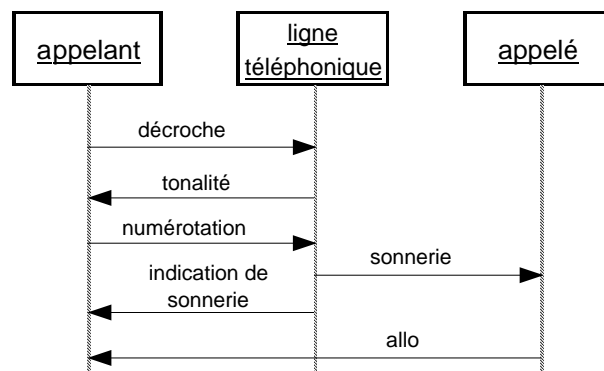 appelant
ligne
téléphonique
appelé
décroche
tonalité
numérotation
sonnerie
indication de
sonnerie
allo